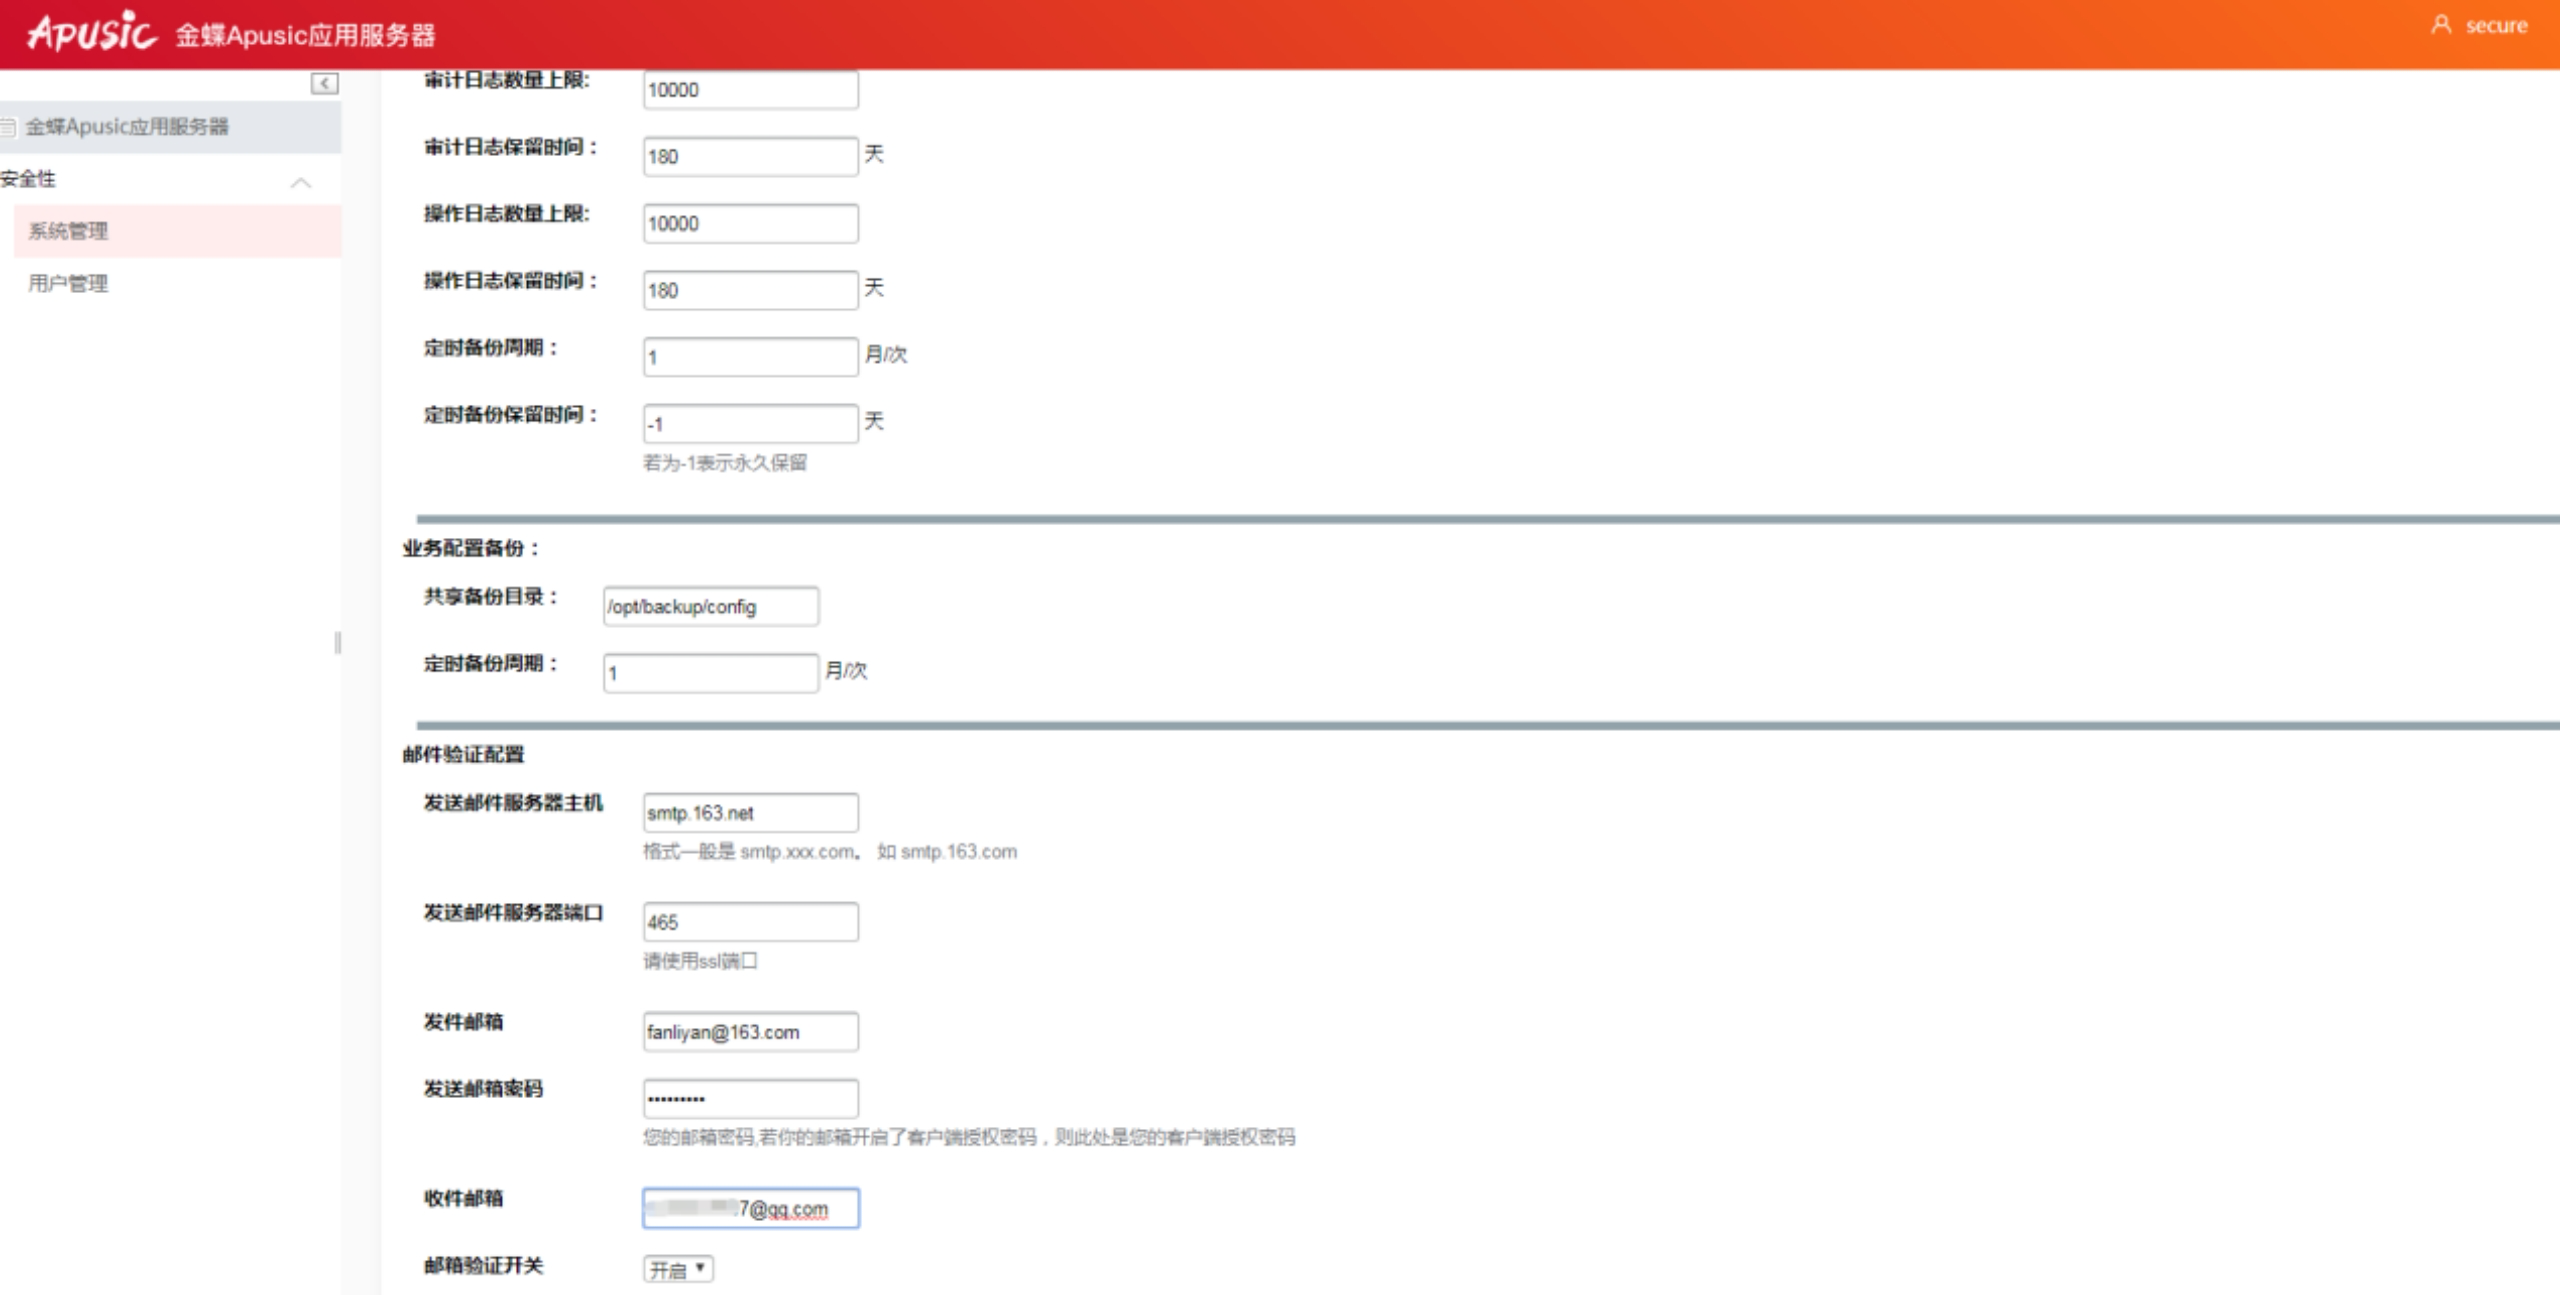 Apusic 金蝶Apusic应用服务器
secure
金蝶Apusic应用服务器
安全性
系统管理
用户管理
审计日志数量上限:
10000
审计日志保留时间：
180 天
操作日志数量上限:
10000
操作日志保留时间：
180 天
定时备份周期：
1 月/次
定时备份保留时间：
-1 天
若为-1表示永久保留
业务配置备份：
共享备份目录：
/opt/backup/config
定时备份周期：
1 月/次
邮件验证配置
发送邮件服务器主机
smtp.163.net
格式一般是 smtp.xxx.com。 如 smtp.163.com
发送邮件服务器端口
465
请使用ssl端口
发件邮箱
fanliyan@163.com
发送邮箱密码
•••••••••
您的邮箱密码,若你的邮箱开启了客户端授权密码，则此处是您的客户端授权密码
收件邮箱
7@qq.com
邮箱验证开关
开启